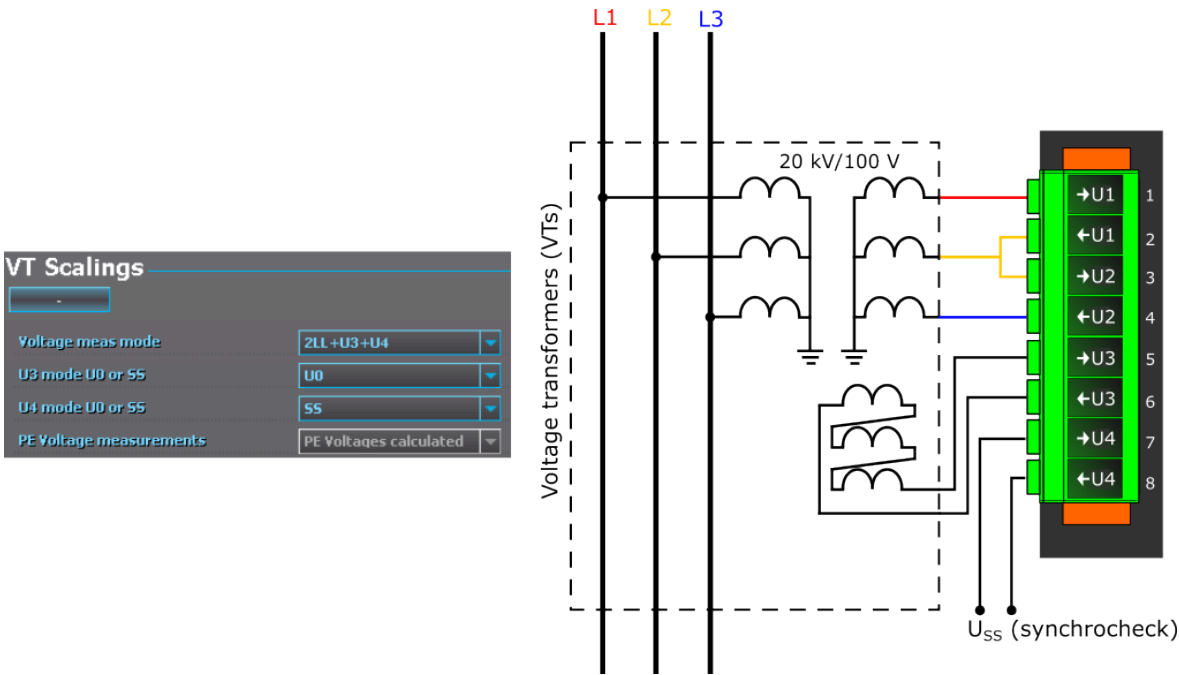 VT Scalings
-
Voltage meas mode 2LL+U3+U4
U3 mode U0 or SS U0
U4 mode U0 or SS SS
PE Voltage measurements PE Voltages calculated
L1 L2 L3
Voltage transformers (VTs)
20 kV/100 V
→U1 1
←U1 2
→U2 3
←U2 4
→U3 5
←U3 6
→U4 7
←U4 8
USS (synchrocheck)